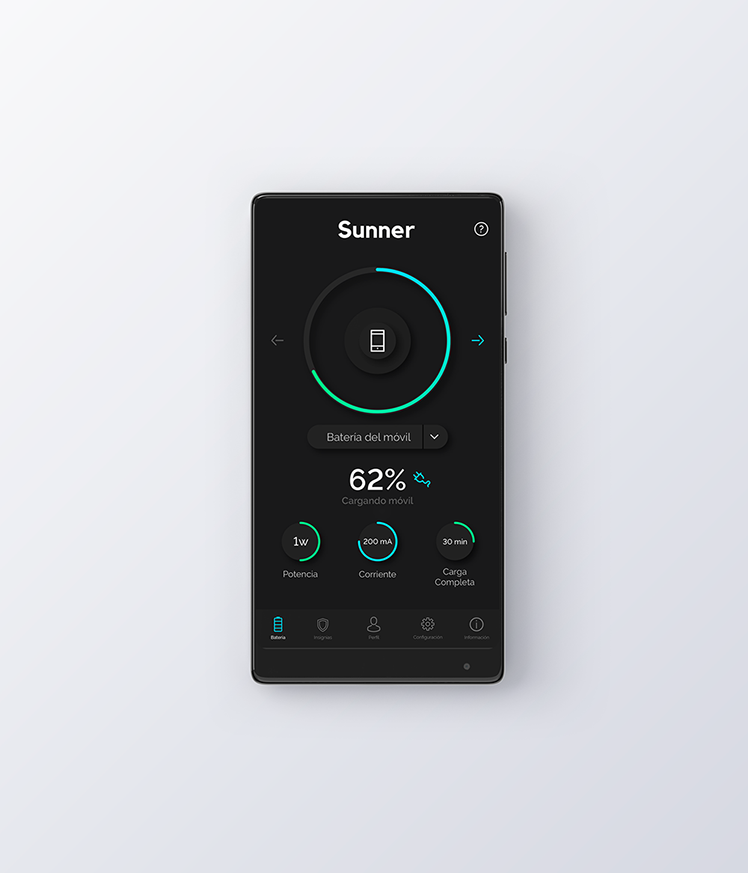 Sunner
?
Batería del móvil
62%
Cargando móvil
1w
200 mA
30 min
Potencia
Corriente
Carga
Completa
Batería
Insignias
Perfil
Configuración
Información